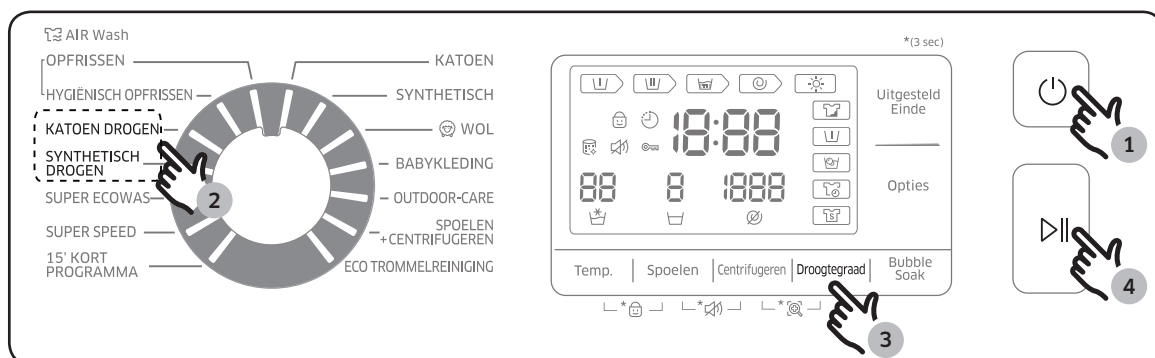 AIR Wash
OPFRISSEN
HYGIËNISCH OPFRISSEN
KATOEN DROGEN
SYNTHETISCH
DROGEN
SUPER ECOWAS
SUPER SPEED
15' KORT
PROGRAMMA
KATOEN
SYNTHETISCH
WOL
BABYKLEDING
OUTDOOR-CARE
SPOELEN
+CENTRIFUGEREN
ECO TROMMELREINIGING
2
*(3 sec)
18:88
88 8 1888
Uitgesteld
Einde
Opties
Temp.
Spoelen
Centrifugeren
Droogtegraad
Bubble
Soak
*
*
*
3
1
4